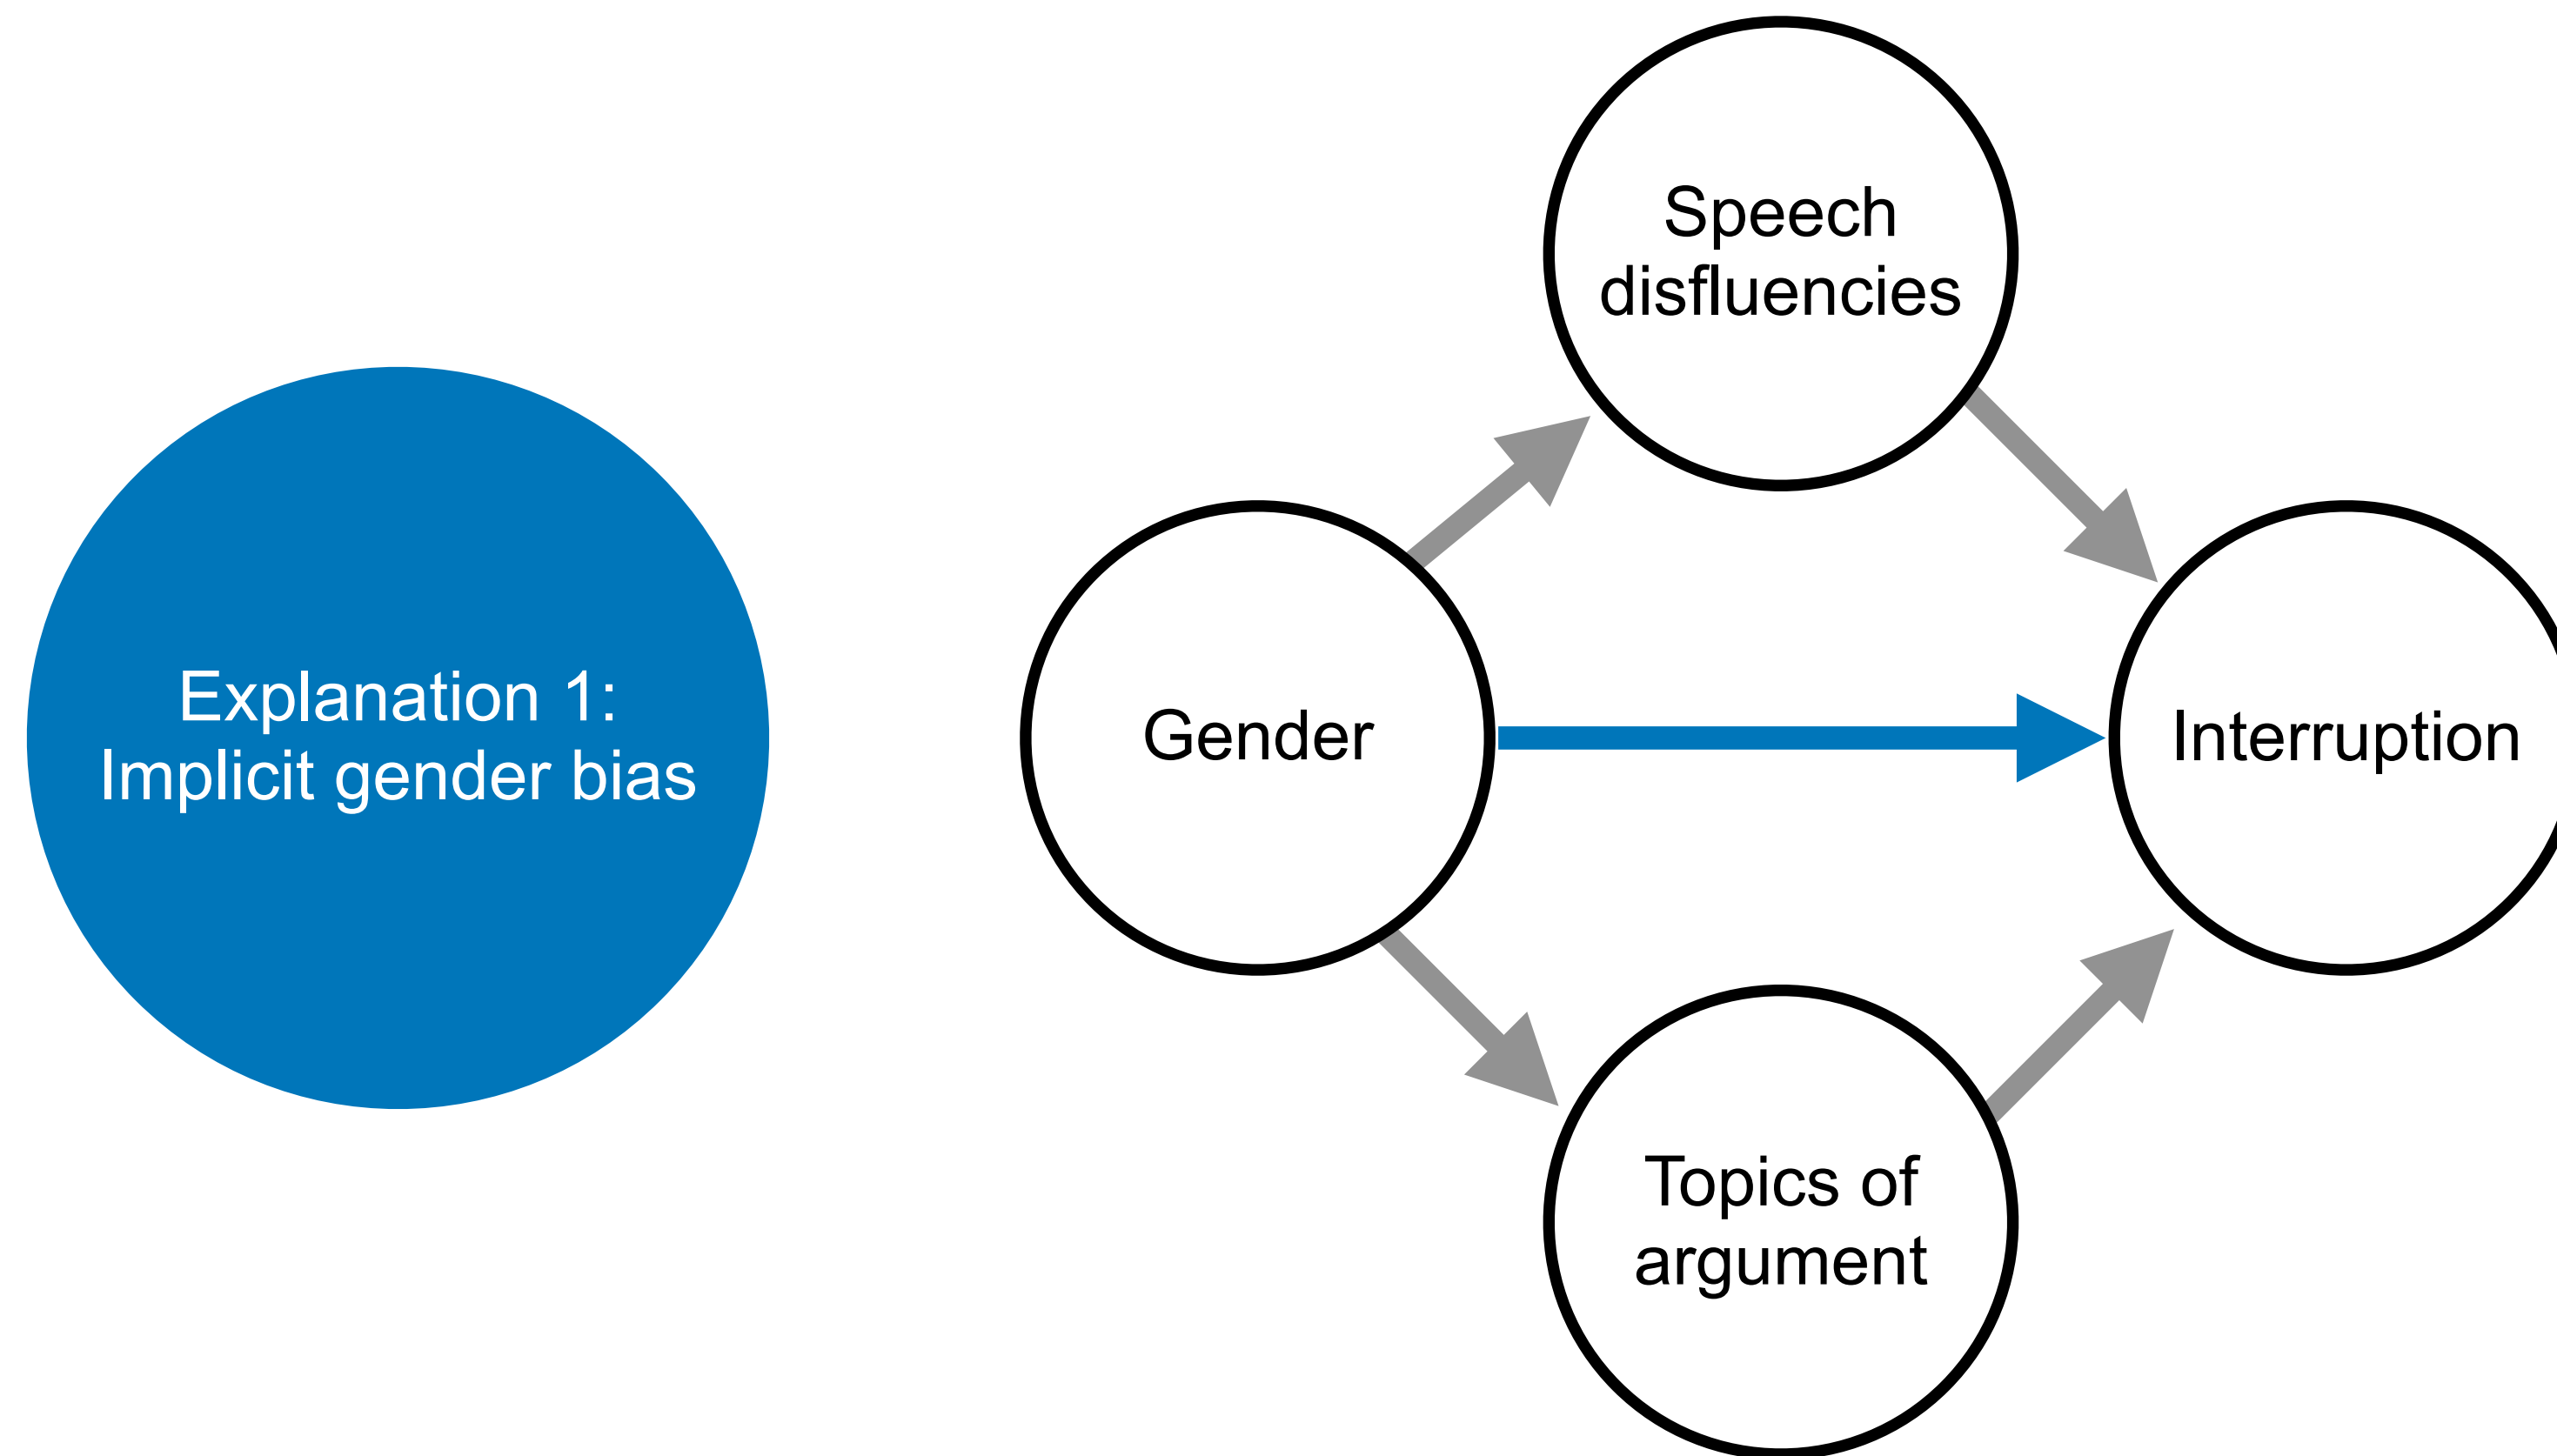 Explanation 1:
Implicit gender bias
Speech
disfluencies
Gender
Interruption
Topics of
argument